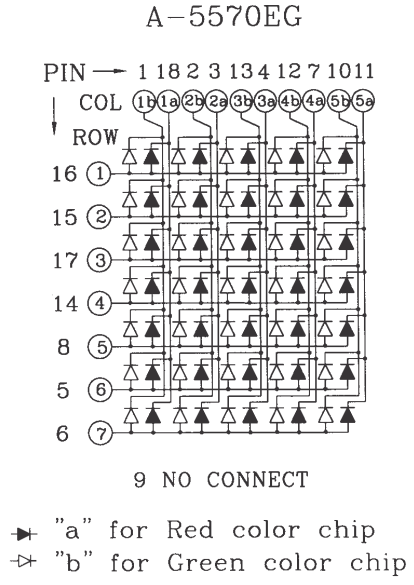 A-5570EG
PIN → 1 18 2 3 13 4 12 7 10 11
COL 1b 1a 2b 2a 3b 3a 4b 4a 5b 5a
ROW
16 1
15 2
17 3
14 4
8 5
5 6
6 7
9 NO CONNECT
"a" for Red color chip
"b" for Green color chip